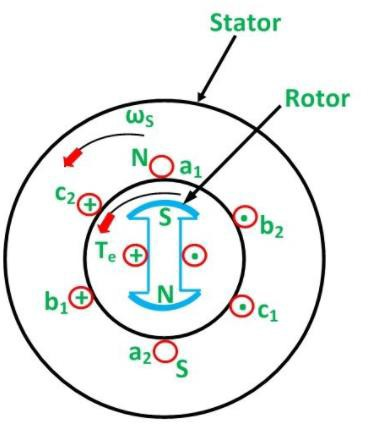 Stator
Rotor
ωS
N a1
c2 + S b2
Te + •
b1 + N • c1
a2 S